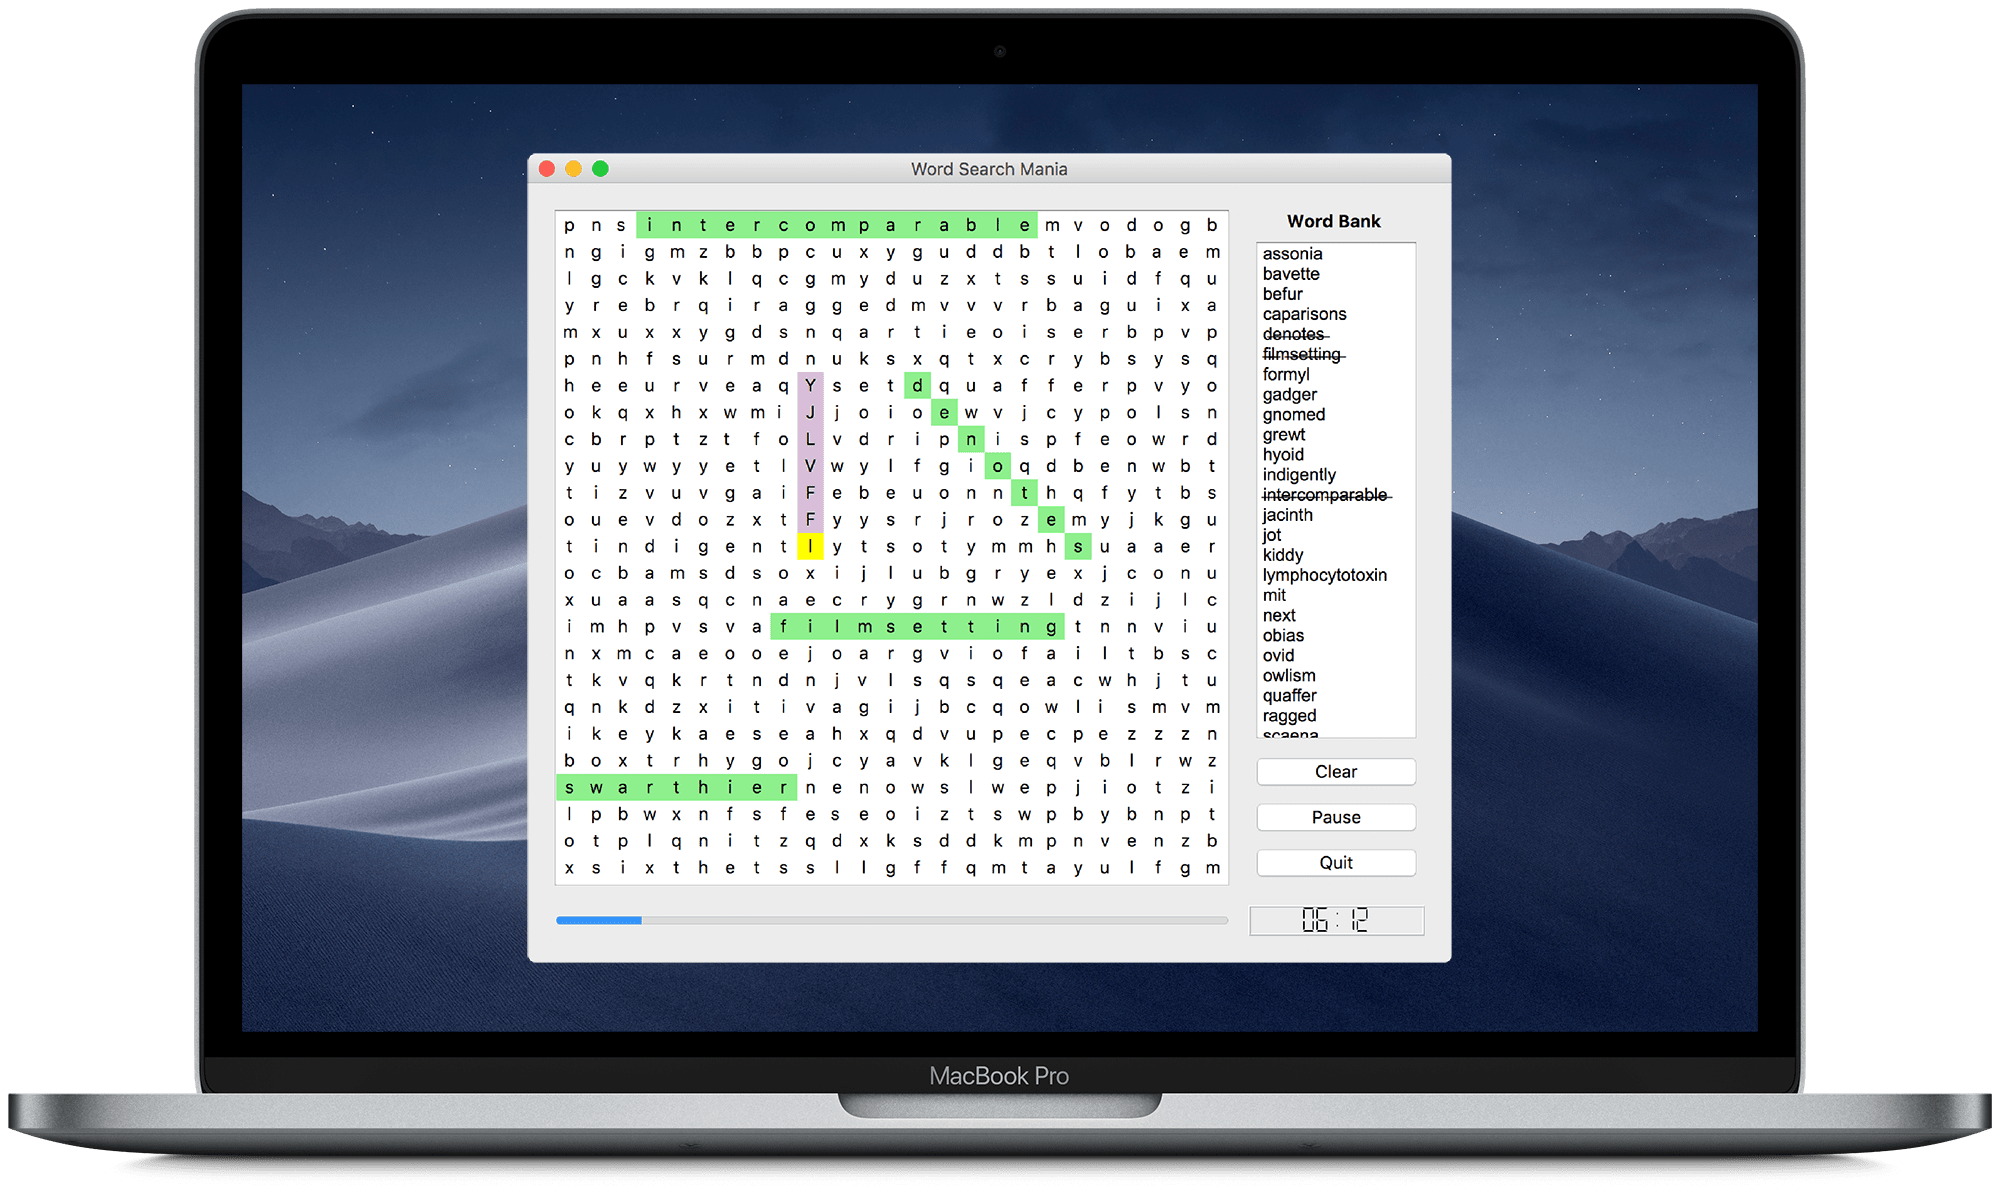 Word Search Mania
p n s i n t e r c o m p a r a b l e m v o d o g b
n g i g m z b b p c u x y g u d d b t l o b a e m
l g c k v k l q c g m y d u z x t s s u i d f q u
y r e b r q i r a g g e d m v v v r b a g u i x a
m x u x x y g d s n q a r t i e o i s e r b p v p
p n h f s u r m d n u k s x q t x c r y b s y s q
h e e u r v e a q Y s e t d q u a f f e r p v y o
o k q x h x w m i J j o i o e w v j c y p o l s n
c b r p t z t f o L v d r i p n i s p f e o w r d
y u y w y y e t l V w y l f g i o q d b e n w b t
t i z v u v g a i F e b e u o n n t h q f y t b s
o u e v d o z x t F y y s r j r o z e m y j k g u
t i n d i g e n t l y t s o t y m m h s u a a e r
o c b a m s d s o x i j l u b g r y e x j c o n u
x u a a s q c n a e c r y g r n w z l d z i j l c
i m h p v s v a f i l m s e t t i n g t n n v i u
n x m c a e o o e j o a r g v i o f a i l t b s c
t k v q k r t n d n j v l s q s q e a c w h j t u
q n k d z x i t i v a g i j b c q o w l i s m v m
i k e y k a e s e a h x q d v u p e c p e z z z n
b o x t r h y g o j c y a v k l g e q v b l r w z
s w a r t h i e r n e n o w s l w e p j i o t z i
l p b w x n f s f e s e o i z t s w p b y b n p t
o t p l q n i t z q d x k s d d k m p n v e n z b
x s i x t h e t s s l l g f f q m t a y u l f g m
Word Bank
assonia
bavette
befur
caparisons
denotes
filmsetting
formyl
gadger
gnomed
grewt
hyoid
indigently
intercomparable
jacinth
jot
kiddy
lymphocytotoxin
mit
next
obias
ovid
owlism
quaffer
ragged
scaena
Clear
Pause
Quit
06:12
MacBook Pro